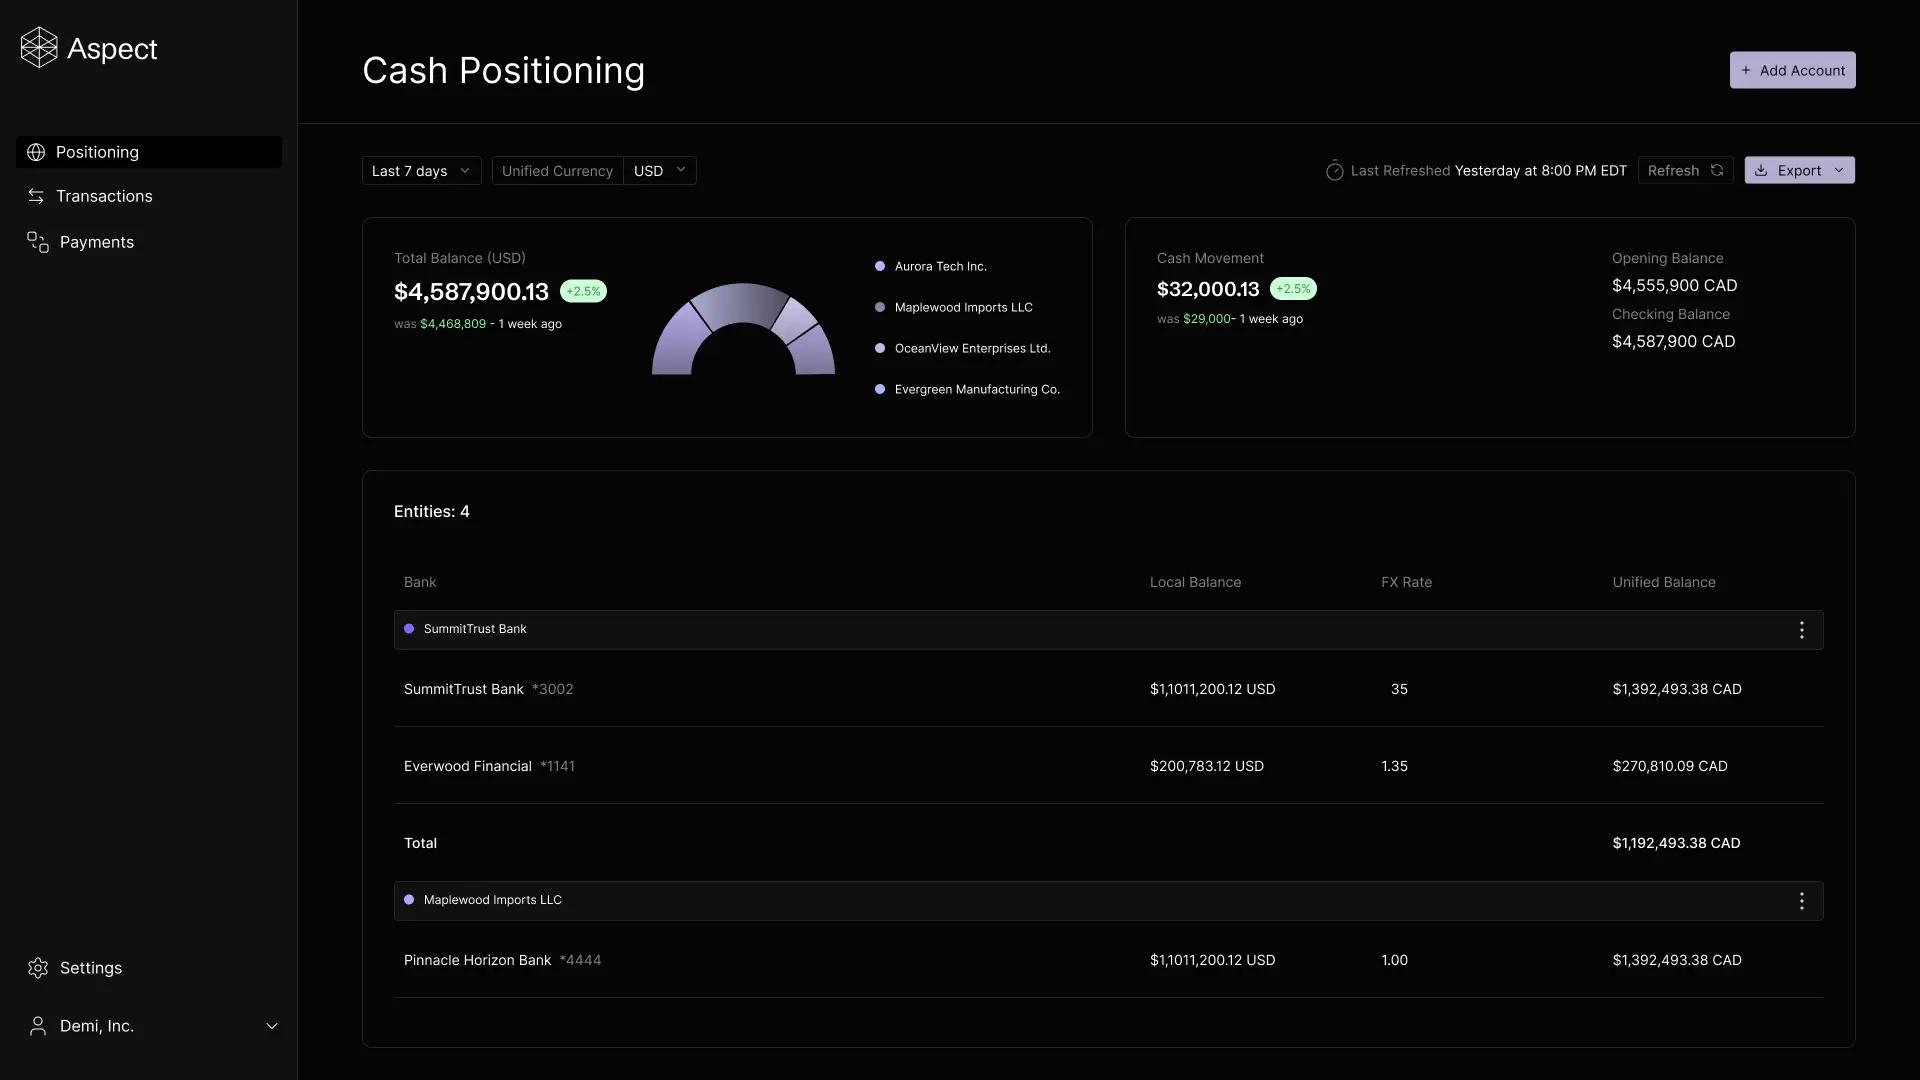 Aspect
Cash Positioning
+ Add Account
Positioning
Transactions
Payments
Last 7 days
Unified Currency USD
Last Refreshed Yesterday at 8:00 PM EDT
Refresh
Export
Total Balance (USD)
$4,587,900.13 +2.5%
was $4,468,809 - 1 week ago
Aurora Tech Inc.
Maplewood Imports LLC
OceanView Enterprises Ltd.
Evergreen Manufacturing Co.
Cash Movement
$32,000.13 +2.5%
was $29,000- 1 week ago
Opening Balance
$4,555,900 CAD
Checking Balance
$4,587,900 CAD
Entities: 4
Bank Local Balance FX Rate Unified Balance
SummitTrust Bank
SummitTrust Bank *3002 $1,1011,200.12 USD 35 $1,392,493.38 CAD
Everwood Financial *1141 $200,783.12 USD 1.35 $270,810.09 CAD
Total $1,192,493.38 CAD
Maplewood Imports LLC
Pinnacle Horizon Bank *4444 $1,1011,200.12 USD 1.00 $1,392,493.38 CAD
Settings
Demi, Inc.